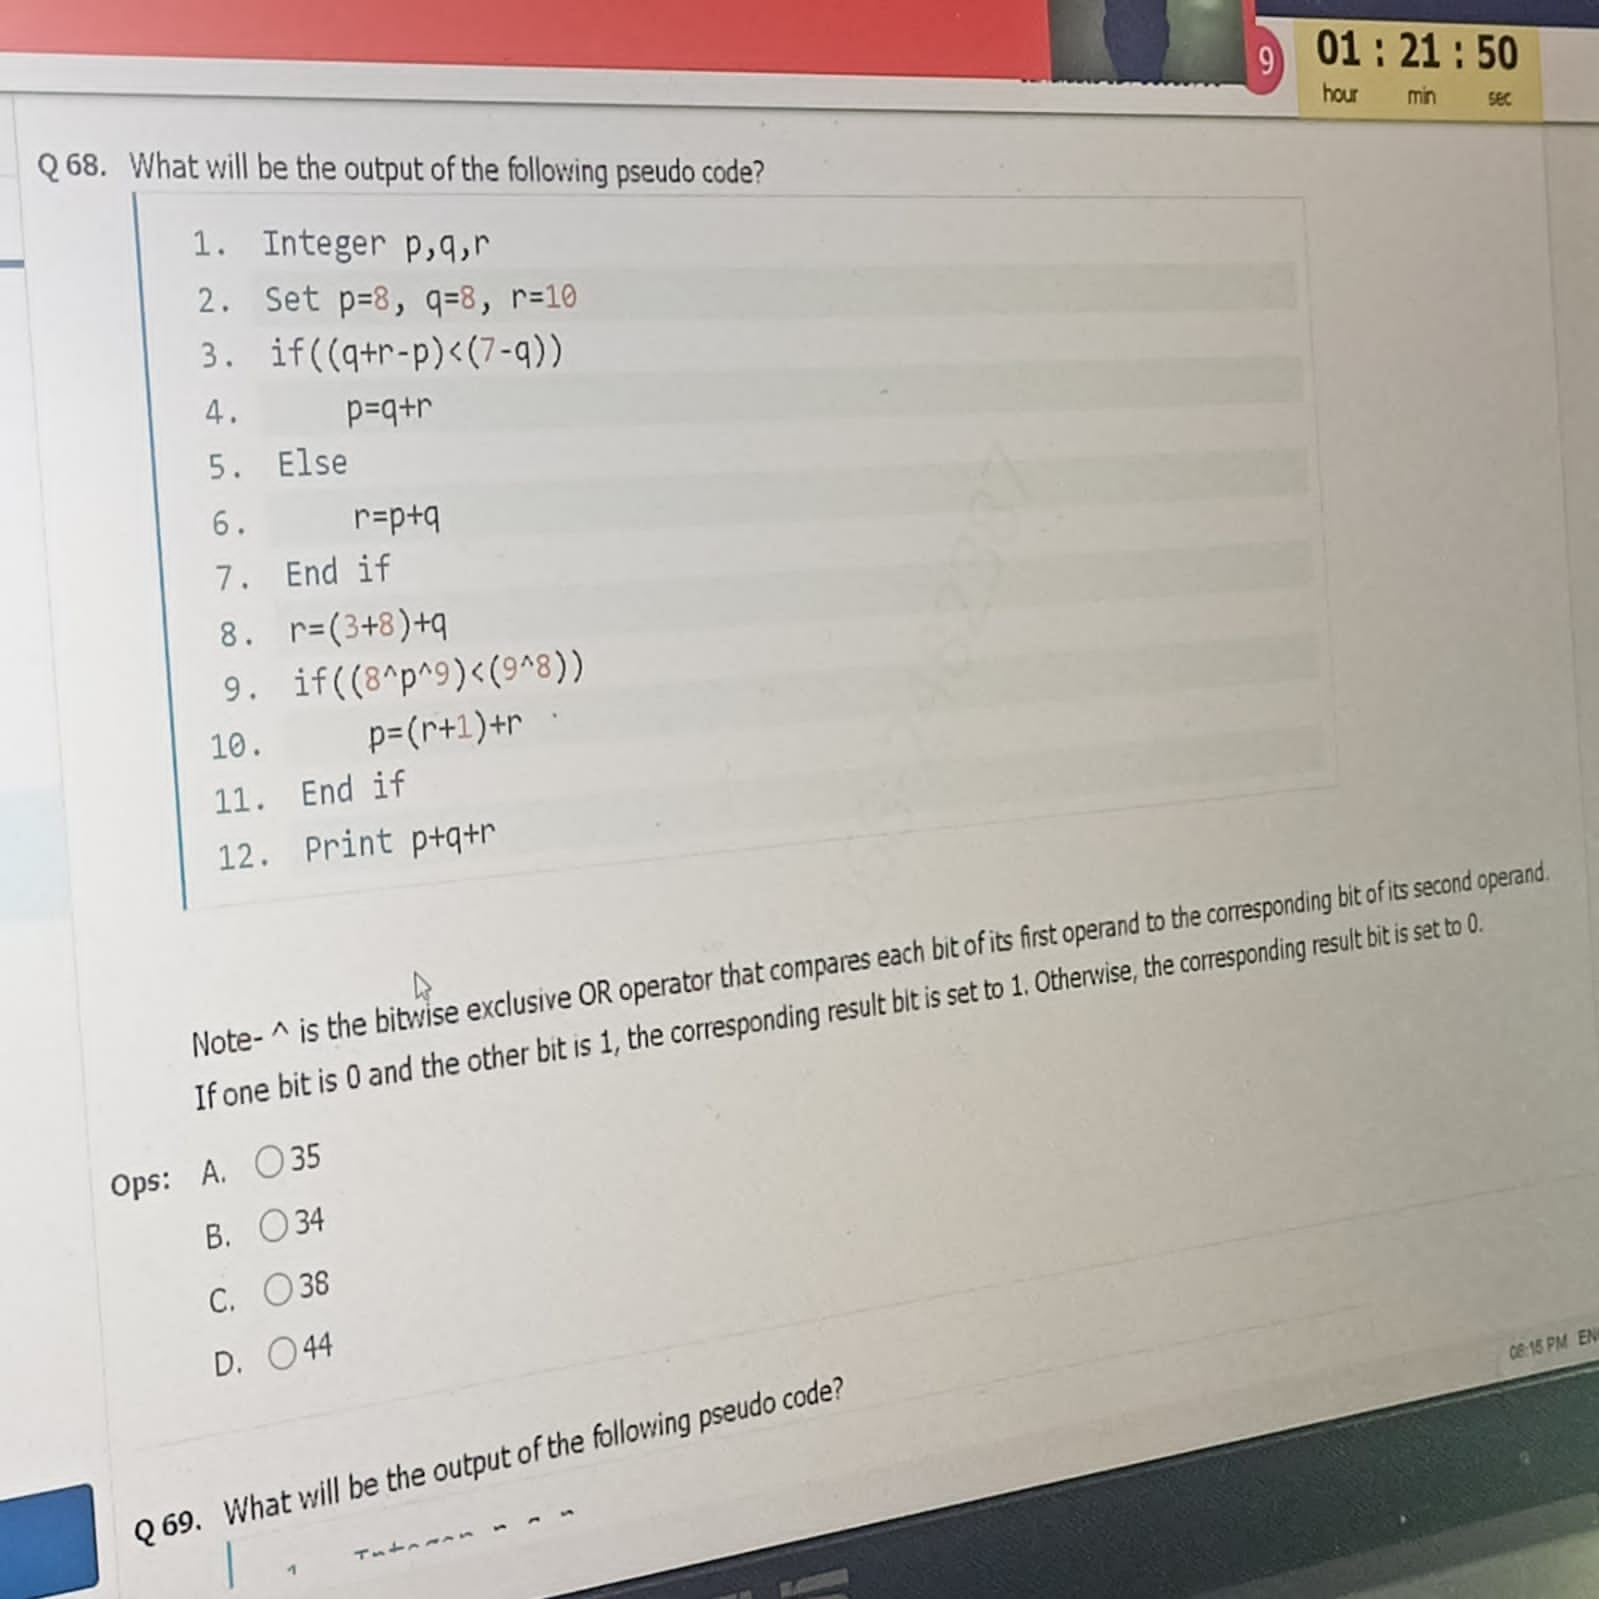 9
01 : 21 : 50
hour min sec
Q 68. What will be the output of the following pseudo code?
1. Integer p,q,r
2. Set p=8, q=8, r=10
3. if((q+r-p)<(7-q))
4. p=q+r
5. Else
6. r=p+q
7. End if
8. r=(3+8)+q
9. if((8^p^9)<(9^8))
10. p=(r+1)+r
11. End if
12. Print p+q+r
Note- ^ is the bitwise exclusive OR operator that compares each bit of its first operand to the corresponding bit of its second operand.
If one bit is 0 and the other bit is 1, the corresponding result bit is set to 1. Otherwise, the corresponding result bit is set to 0.
Ops: A. 35
B. 34
C. 38
D. 44
08:15 PM
Q 69. What will be the output of the following pseudo code?